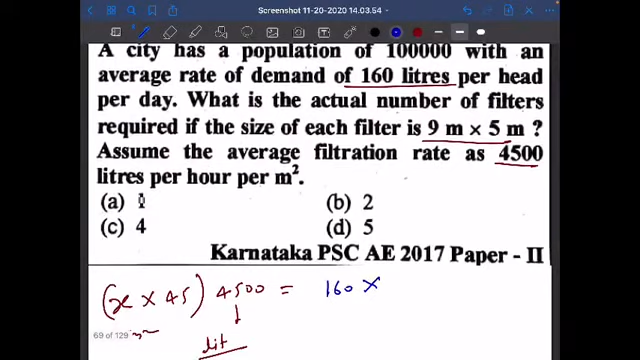 Screenshot 11-20-2020 14.03.54
A city has a population of 100000 with an
average rate of demand of 160 litres per head
per day. What is the actual number of filters
required if the size of each filter is 9 m × 5 m ?
Assume the average filtration rate as 4500
litres per hour per m².
(a) (b) 2
(c) 4 (d) 5
Karnataka PSC AE 2017 Paper - II
(x × 45) 4500 = 160 ×
69 of 129
lit